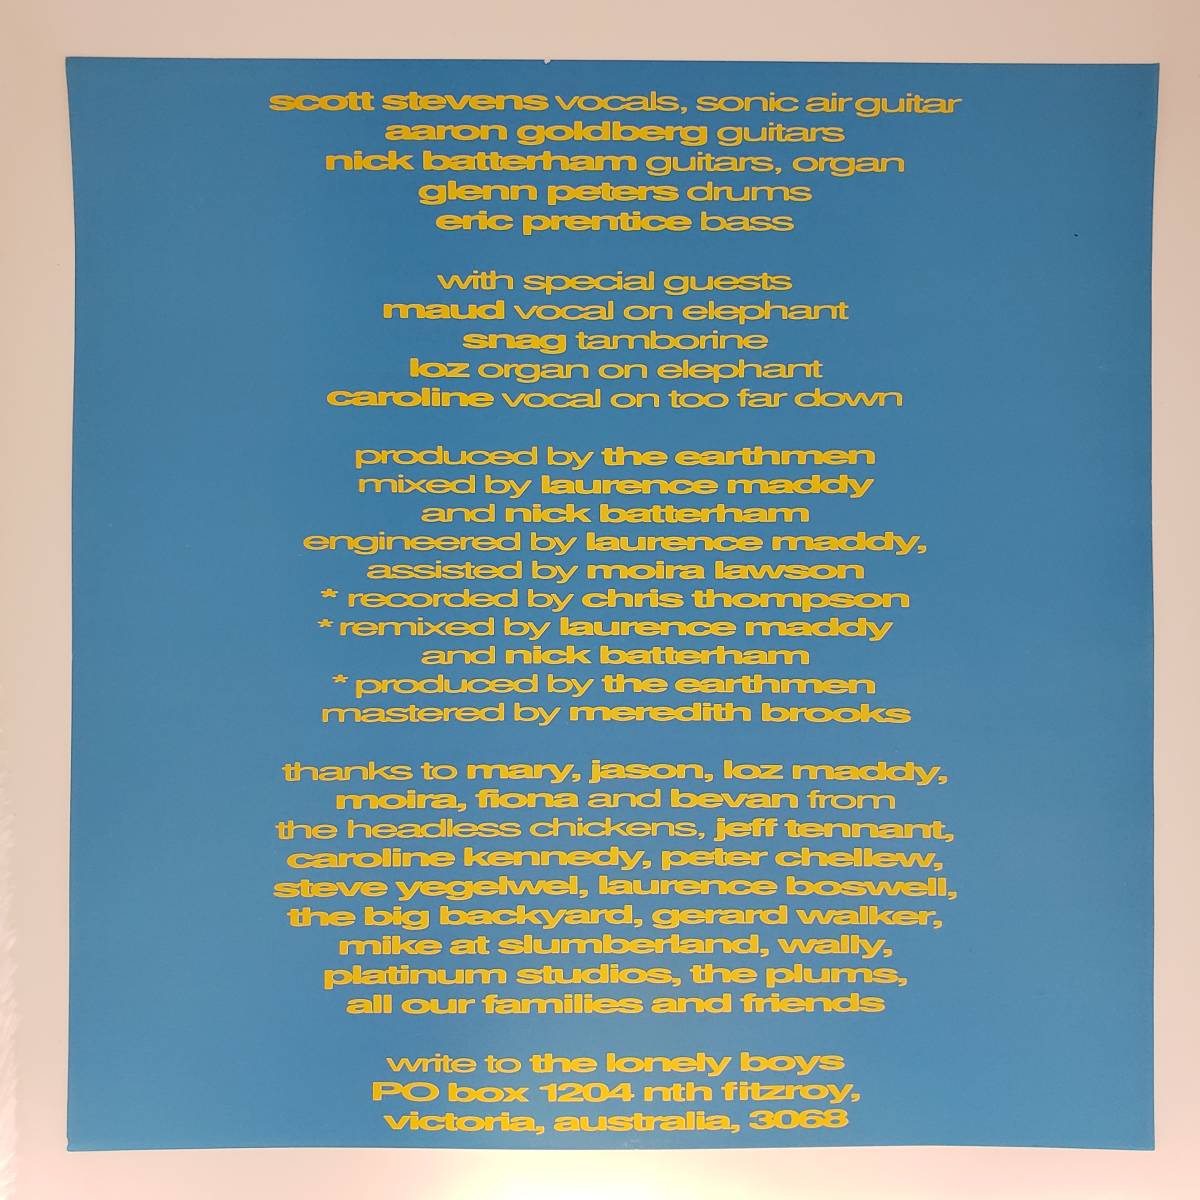 scott stevens vocals, sonic air guitar
aaron goldberg guitars
nick batterham guitars, organ
glenn peters drums
eric prentice bass
with special guests
maud vocal on elephant
snag tamborine
loz organ on elephant
caroline vocal on too far down
produced by the earthmen
mixed by laurence maddy
and nick batterham
engineered by laurence maddy,
assisted by moira lawson
* recorded by chris thompson
* remixed by laurence maddy
and nick batterham
* produced by the earthmen
mastered by meredith brooks
thanks to mary, jason, loz maddy,
moira, fiona and bevan from
the headless chickens, jeff tennant,
caroline kennedy, peter chellew,
steve yegelwel, laurence boswell,
the big backyard, gerard walker,
mike at slumberland, wally,
platinum studios, the plums,
all our families and friends
write to the lonely boys
PO box 1204 nth fitzroy,
victoria, australia, 3068